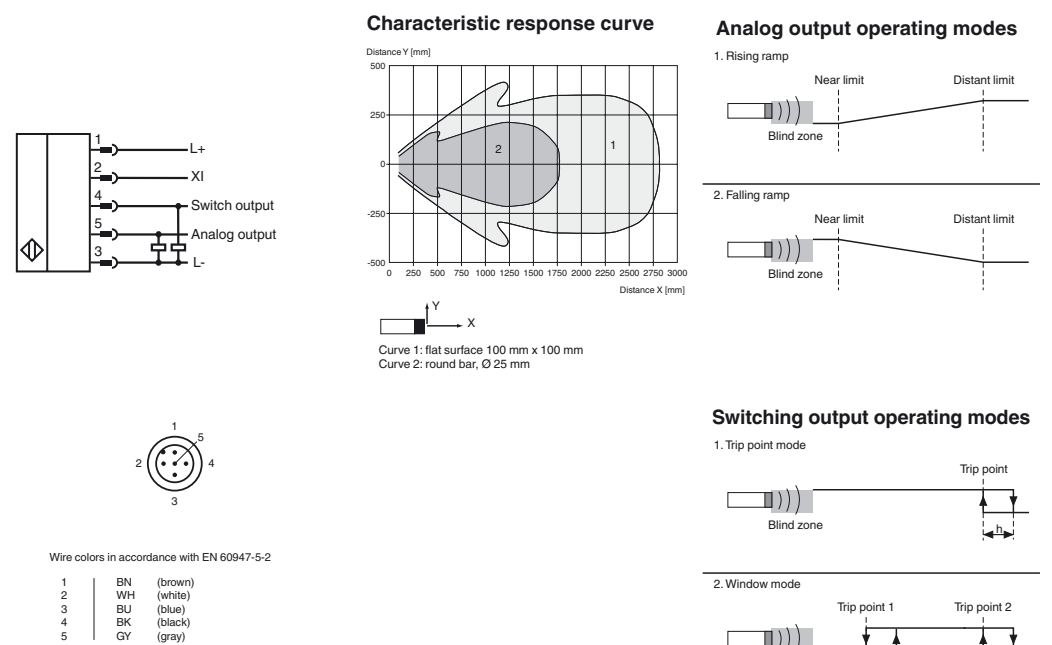 1
L+
2
XI
4
Switch output
5
Analog output
3
L-
1
5
2
4
3
Wire colors in accordance with EN 60947-5-2
1 BN (brown)
2 WH (white)
3 BU (blue)
4 BK (black)
5 GY (gray)
Characteristic response curve
Distance Y [mm]
500
250
0
-250
-500
1
2
0 250 500 750 1000 1250 1500 1750 2000 2250 2500 2750 3000
Distance X [mm]
Y
X
Curve 1: flat surface 100 mm x 100 mm
Curve 2: round bar, Ø 25 mm
Analog output operating modes
1. Rising ramp
Near limit Distant limit
Blind zone
2. Falling ramp
Near limit Distant limit
Blind zone
Switching output operating modes
1. Trip point mode
Trip point
Blind zone
h
2. Window mode
Trip point 1 Trip point 2